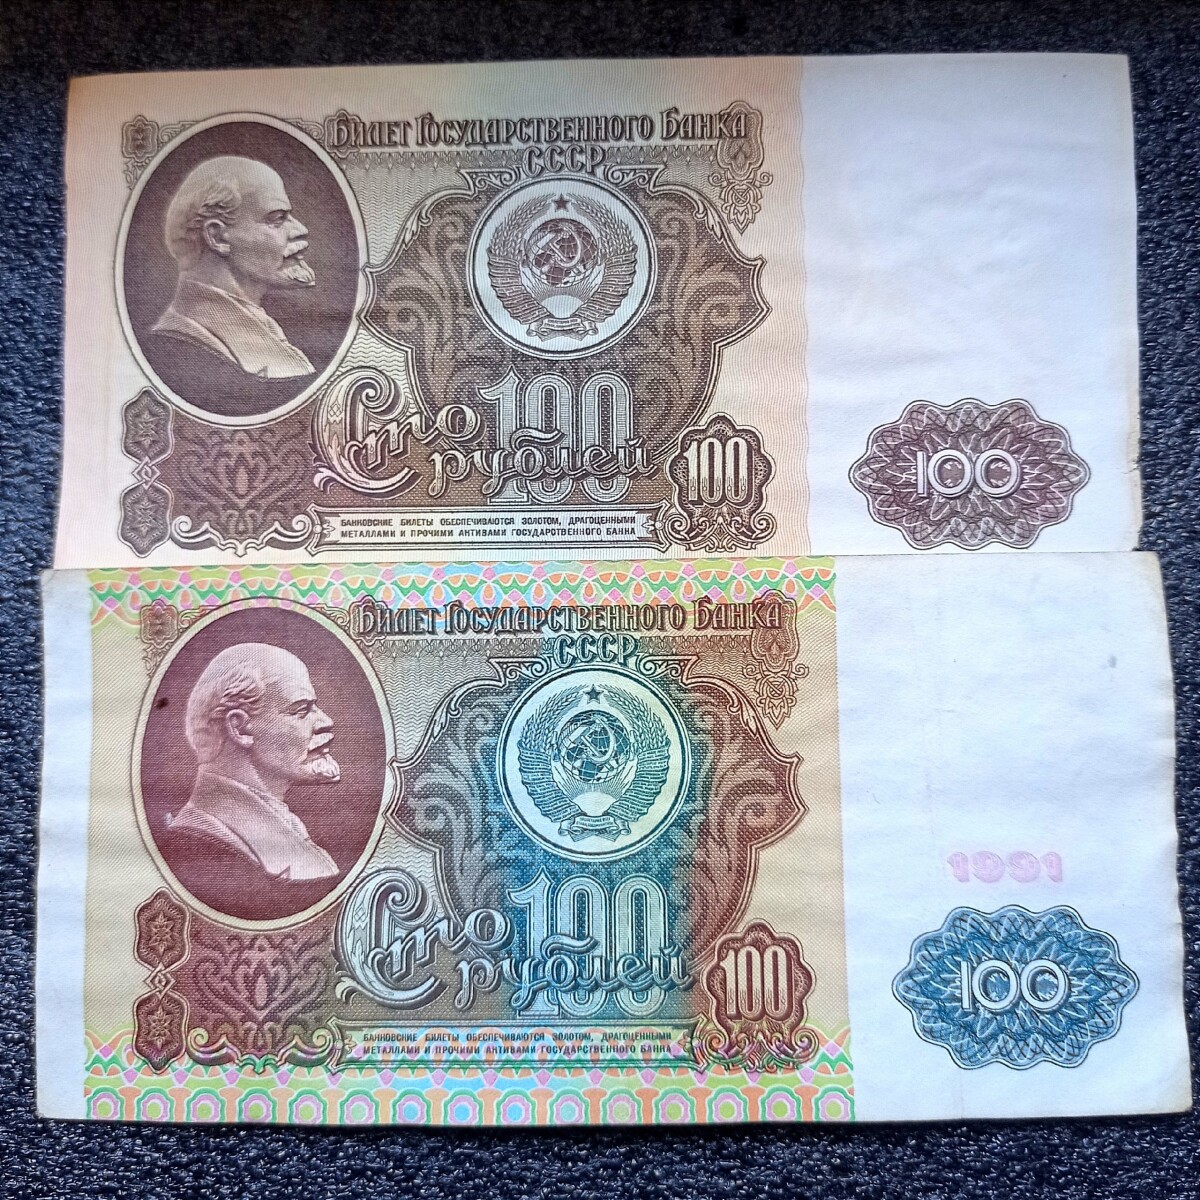 Билет Государственного Банка
СССР
100
Сто
рублей
100
100
БАНКОВСКИЕ БИЛЕТЫ ОБЕСПЕЧИВАЮТСЯ ЗОЛОТОМ, ДРАГОЦЕННЫМИ
МЕТАЛЛАМИ И ПРОЧИМИ АКТИВАМИ ГОСУДАРСТВЕННОГО БАНКА
Билет Государственного Банка
СССР
1991
100
Сто
рублей
100
100
БАНКОВСКИЕ БИЛЕТЫ ОБЕСПЕЧИВАЮТСЯ ЗОЛОТОМ, ДРАГОЦЕННЫМИ
МЕТАЛЛАМИ И ПРОЧИМИ АКТИВАМИ ГОСУДАРСТВЕННОГО БАНКА